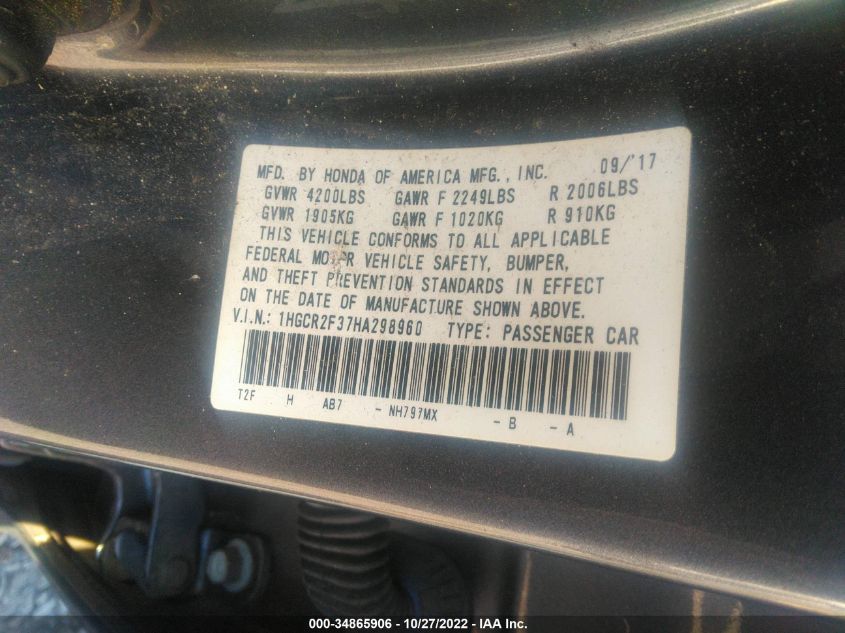 MFD. BY HONDA OF AMERICA MFG., INC. 09/'17
GVWR 4200LBS GAWR F 2249LBS R 2006LBS
GVWR 1905KG GAWR F 1020KG R 910KG
THIS VEHICLE CONFORMS TO ALL APPLICABLE
FEDERAL MOTOR VEHICLE SAFETY, BUMPER,
AND THEFT PREVENTION STANDARDS IN EFFECT
ON THE DATE OF MANUFACTURE SHOWN ABOVE.
V.I.N.: 1HGCR2F37HA298960 TYPE: PASSENGER CAR
T2F H AB7 - NH797MX - B - A
000-34865906 - 10/27/2022 - IAA Inc.